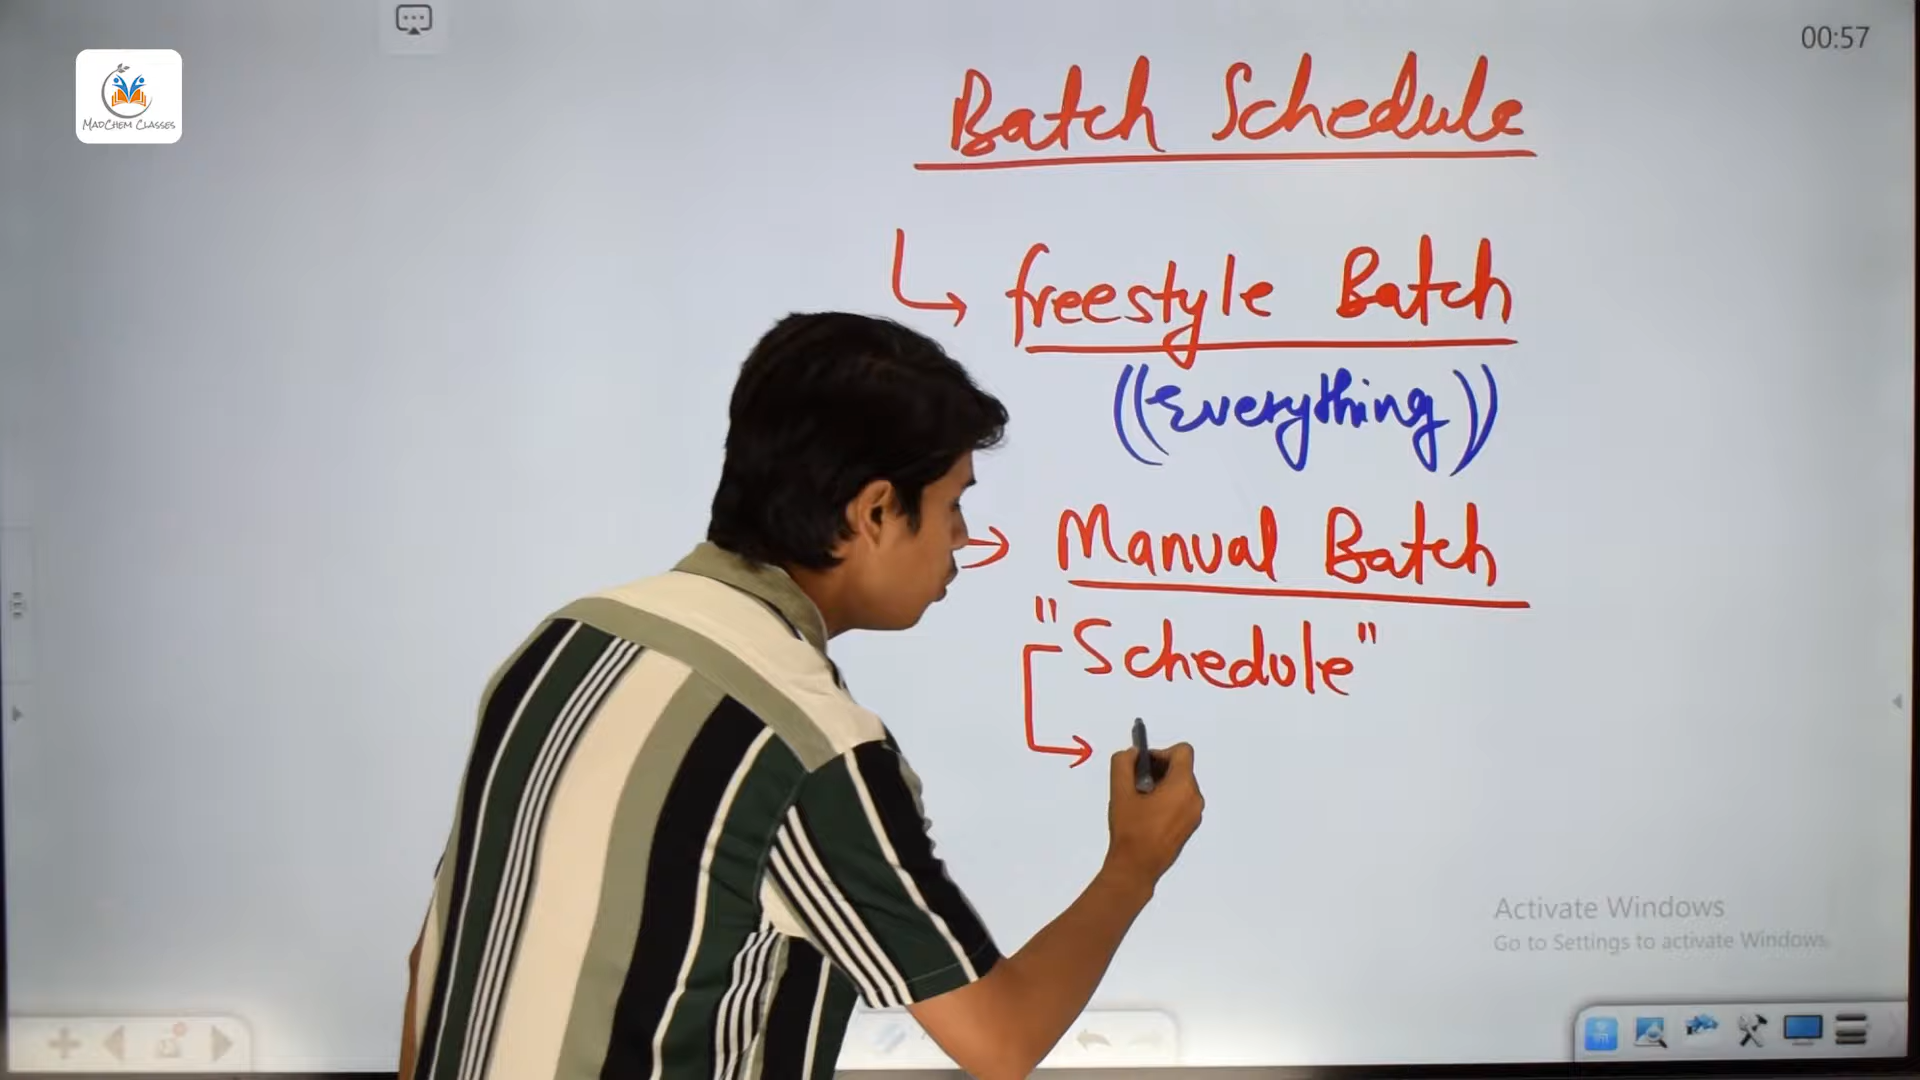 00:57
MADCHEM CLASSES
Batch Schedule
freestyle Batch
((Everything))
Manual Batch
"Schedule"
Activate Windows
Go to Settings to activate Windows.